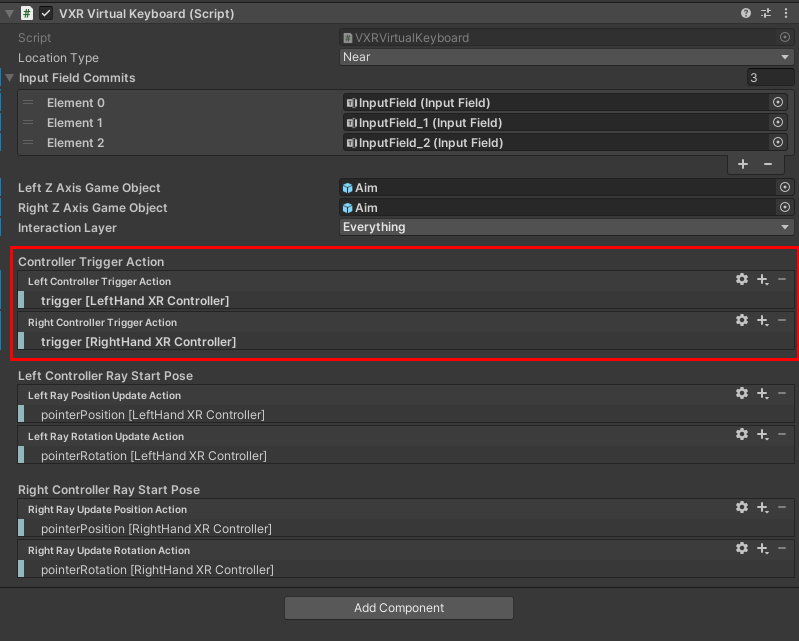 VXR Virtual Keyboard (Script)
Script VXRVirtualKeyboard
Location Type Near
Input Field Commits 3
Element 0 InputField (Input Field)
Element 1 InputField_1 (Input Field)
Element 2 InputField_2 (Input Field)
Left Z Axis Game Object Aim
Right Z Axis Game Object Aim
Interaction Layer Everything
Controller Trigger Action
Left Controller Trigger Action
trigger [LeftHand XR Controller]
Right Controller Trigger Action
trigger [RightHand XR Controller]
Left Controller Ray Start Pose
Left Ray Position Update Action
pointerPosition [LeftHand XR Controller]
Left Ray Rotation Update Action
pointerRotation [LeftHand XR Controller]
Right Controller Ray Start Pose
Right Ray Update Position Action
pointerPosition [RightHand XR Controller]
Right Ray Update Rotation Action
pointerRotation [RightHand XR Controller]
Add Component